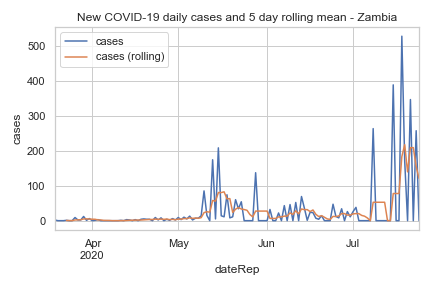 New COVID-19 daily cases and 5 day rolling mean - Zambia
cases
cases (rolling)
500
400
300
200
100
0
cases
Apr
2020
May
Jun
Jul
dateRep